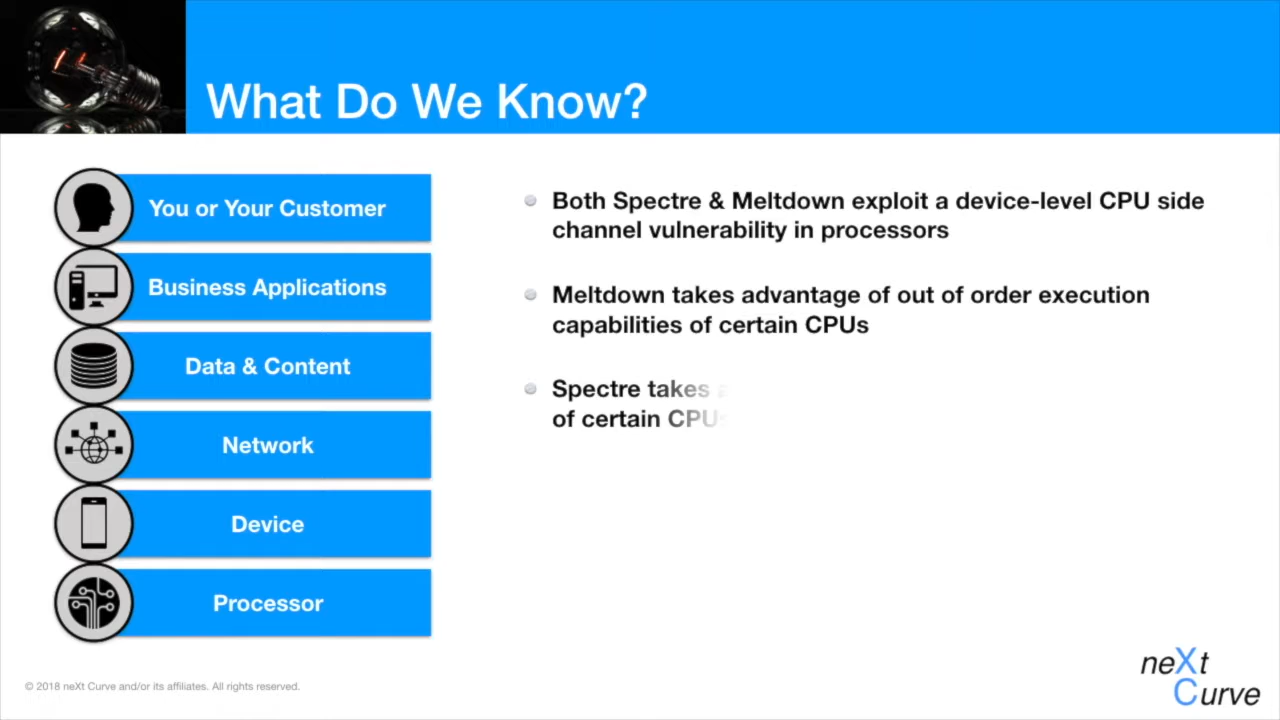 What Do We Know?
You or Your Customer
Business Applications
Data & Content
Network
Device
Processor
Both Spectre & Meltdown exploit a device-level CPU side
channel vulnerability in processors
Meltdown takes advantage of out of order execution
capabilities of certain CPUs
Spectre takes
of certain CPUs
© 2018 neXt Curve and/or its affiliates. All rights reserved.
neXt
Curve